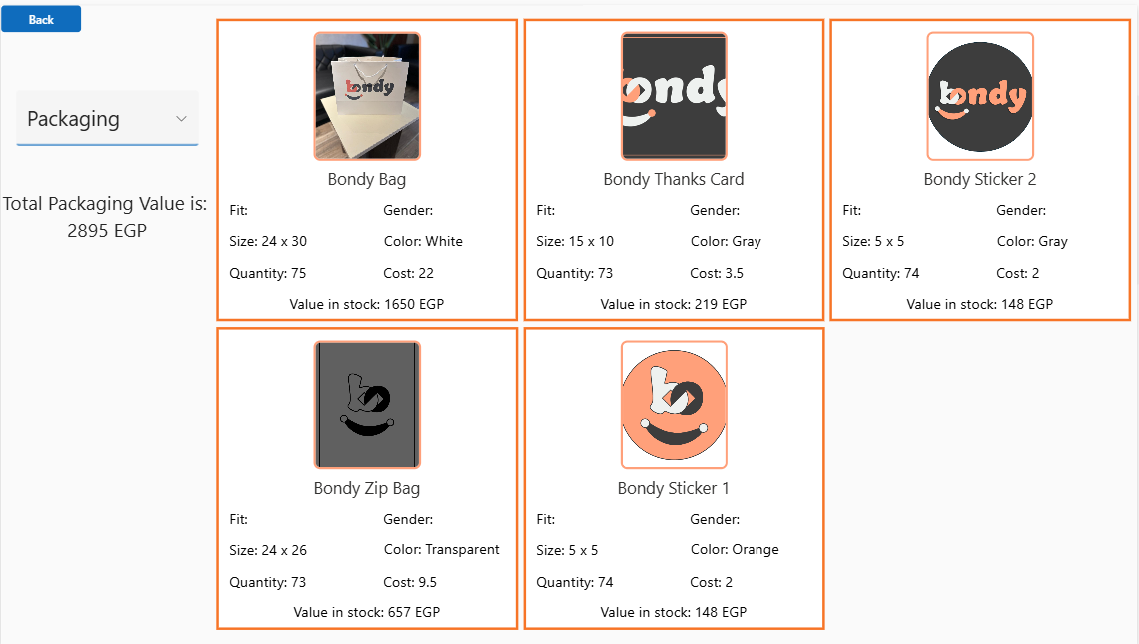 Back
Packaging
Total Packaging Value is:
2895 EGP
bondy
Bondy Bag
Fit:
Gender:
Size: 24 x 30
Color: White
Quantity: 75
Cost: 22
Value in stock: 1650 EGP
bondy
Bondy Thanks Card
Fit:
Gender:
Size: 15 x 10
Color: Gray
Quantity: 73
Cost: 3.5
Value in stock: 219 EGP
bondy
Bondy Sticker 2
Fit:
Gender:
Size: 5 x 5
Color: Gray
Quantity: 74
Cost: 2
Value in stock: 148 EGP
bo
Bondy Zip Bag
Fit:
Gender:
Size: 24 x 26
Color: Transparent
Quantity: 73
Cost: 9.5
Value in stock: 657 EGP
bo
Bondy Sticker 1
Fit:
Gender:
Size: 5 x 5
Color: Orange
Quantity: 74
Cost: 2
Value in stock: 148 EGP